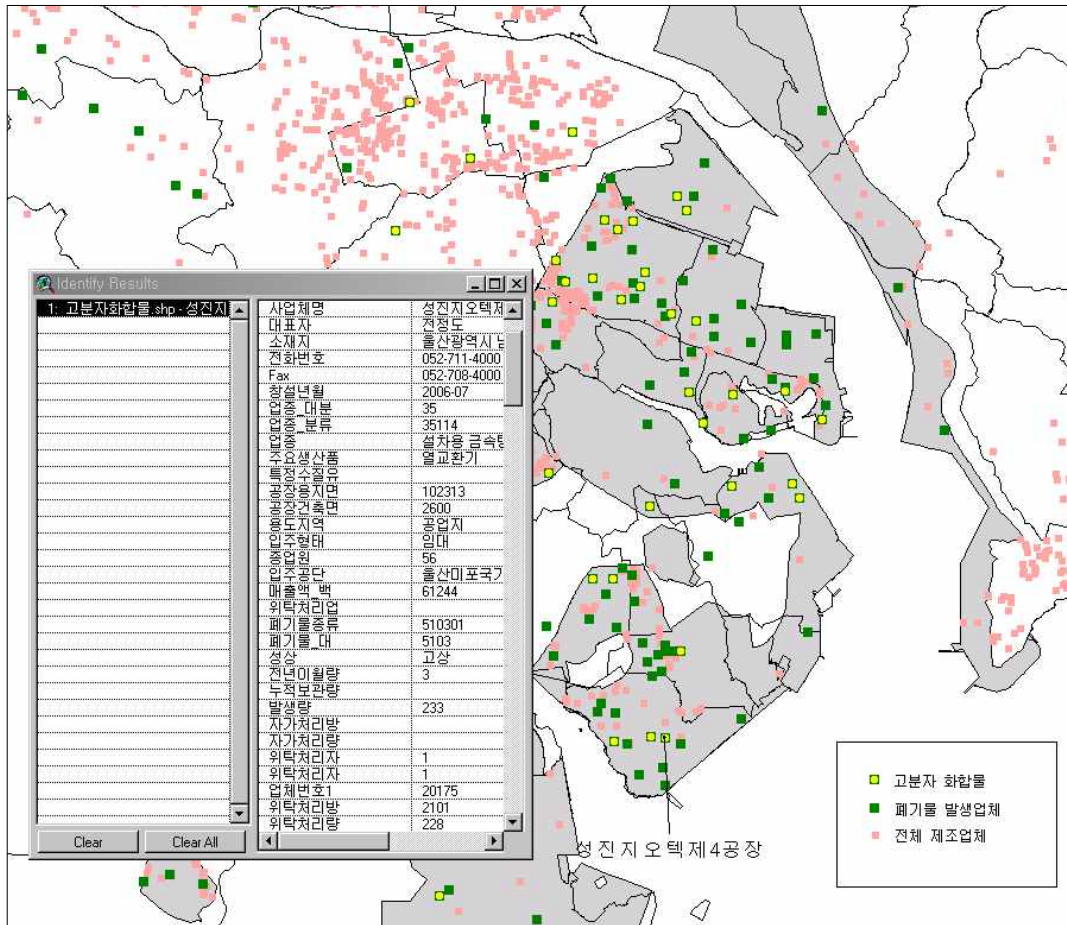 Identify Results
1: 고분자화합물.shp - 성진지
사업체명 성진지오텍제
대표자 전정도
소재지 울산광역시 남
전화번호 052-711-4000
Fax 052-708-4000
창설년월 2006-07
업종_대분 35
업종_분류 35114
업종 설차용 금속탱
주요생산품 열교환기
특정수질유
공장용지면 102313
공장건축면 2600
용도지역 공업지
입주형태 임대
종업원 56
입주공단 울산미포국가
매출액_백 61244
위탁처리업
폐기물종류 510301
폐기물_대 5103
성상 고상
전년이월량 3
누적보관량
발생량 233
자가처리방
자가처리량
위탁처리자 1
위탁처리자 1
업체번호1 20175
위탁처리방 2101
위탁처리량 228
Clear Clear All
성진지오텍제4공장
고분자 화합물
폐기물 발생업체
전체 제조업체